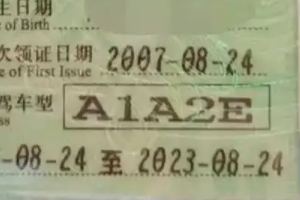 生日期
of Birth
次领证日期 2007-08-24
e of First Issue
驾车型 A1A2E
ss
-08-24 至 2023-08-24